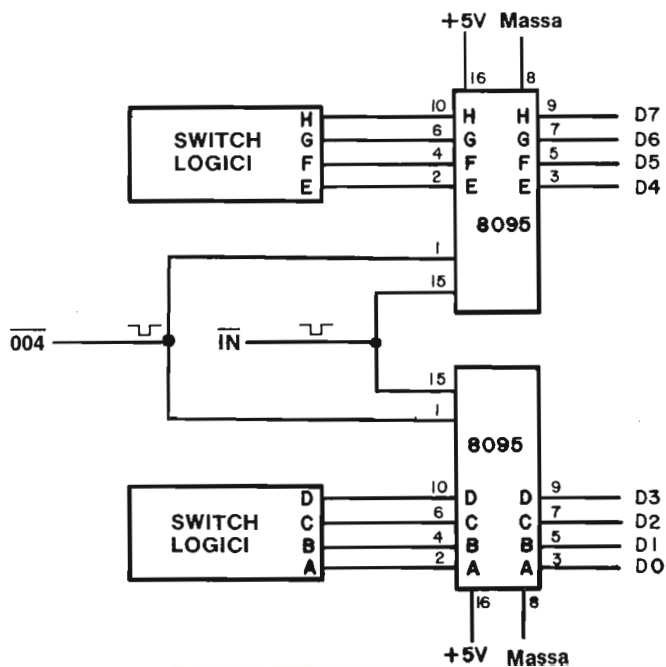 +5V Massa
16 8
SWITCH LOGICI
H 10 H H 9 D7
G 6 G G 7 D6
F 4 F F 5 D5
E 2 E E 3 D4
8095
1
15
004 IN
15
1
8095
SWITCH LOGICI
D 10 D D 9 D3
C 6 C C 7 D2
B 4 B B 5 D1
A 2 A A 3 D0
16 8
+5V Massa